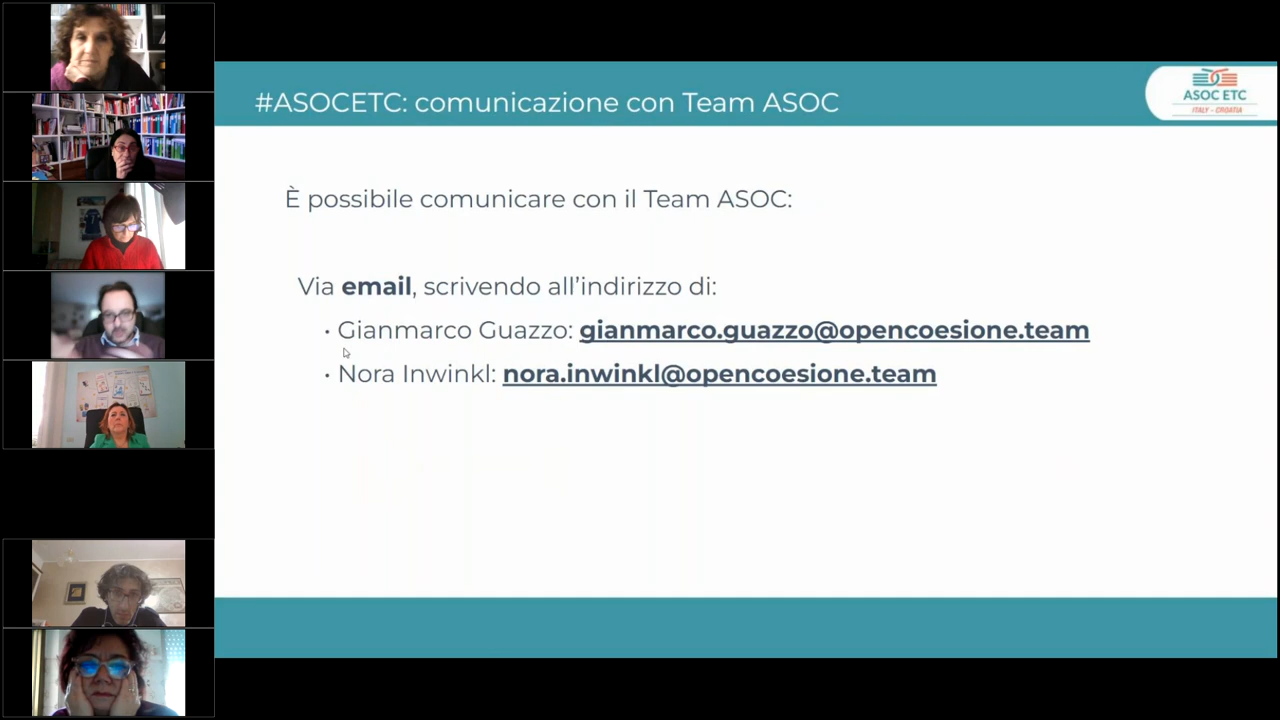 #ASOCETC: comunicazione con Team ASOC
ASOC ETC
ITALY - CROATIA
È possibile comunicare con il Team ASOC:
Via email, scrivendo all’indirizzo di:
• Gianmarco Guazzo: gianmarco.guazzo@opencoesione.team
• Nora Inwinkl: nora.inwinkl@opencoesione.team